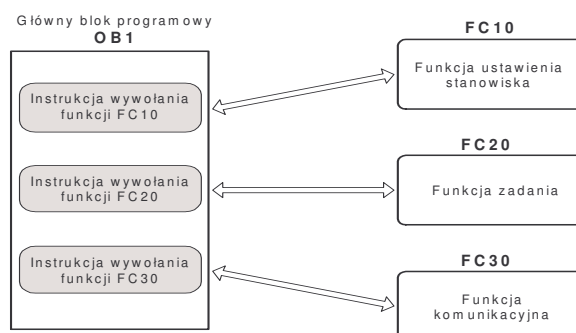 Główny blok programowy
OB1
Instrukcja wywołania
funkcji FC10
Instrukcja wywołania
funkcji FC20
Instrukcja wywołania
funkcji FC30
FC10
Funkcja ustawienia
stanowiska
FC20
Funkcja zadania
FC30
Funkcja
komunikacyjna